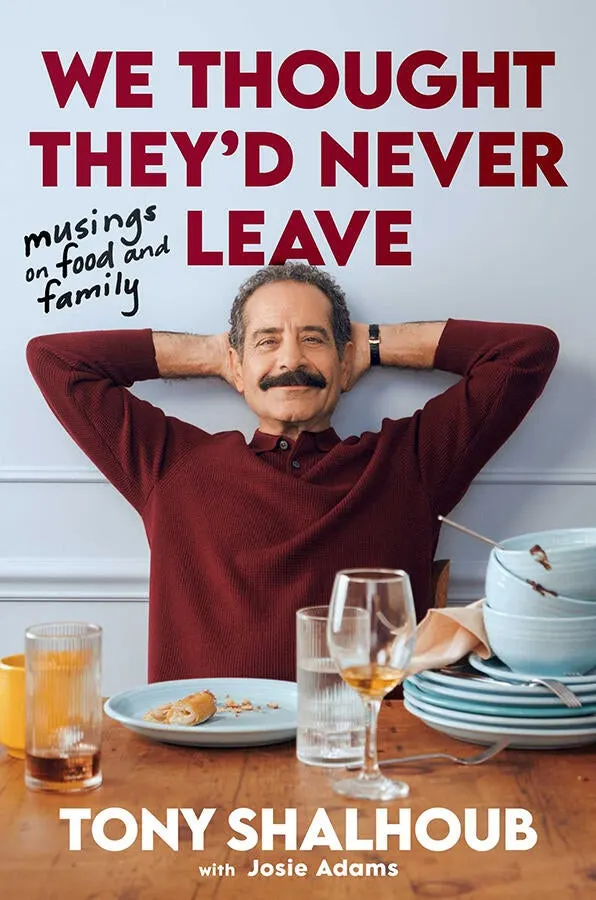 WE THOUGHT
THEY'D NEVER
LEAVE
musings
on food and
family
TONY SHALHOUB
with Josie Adams